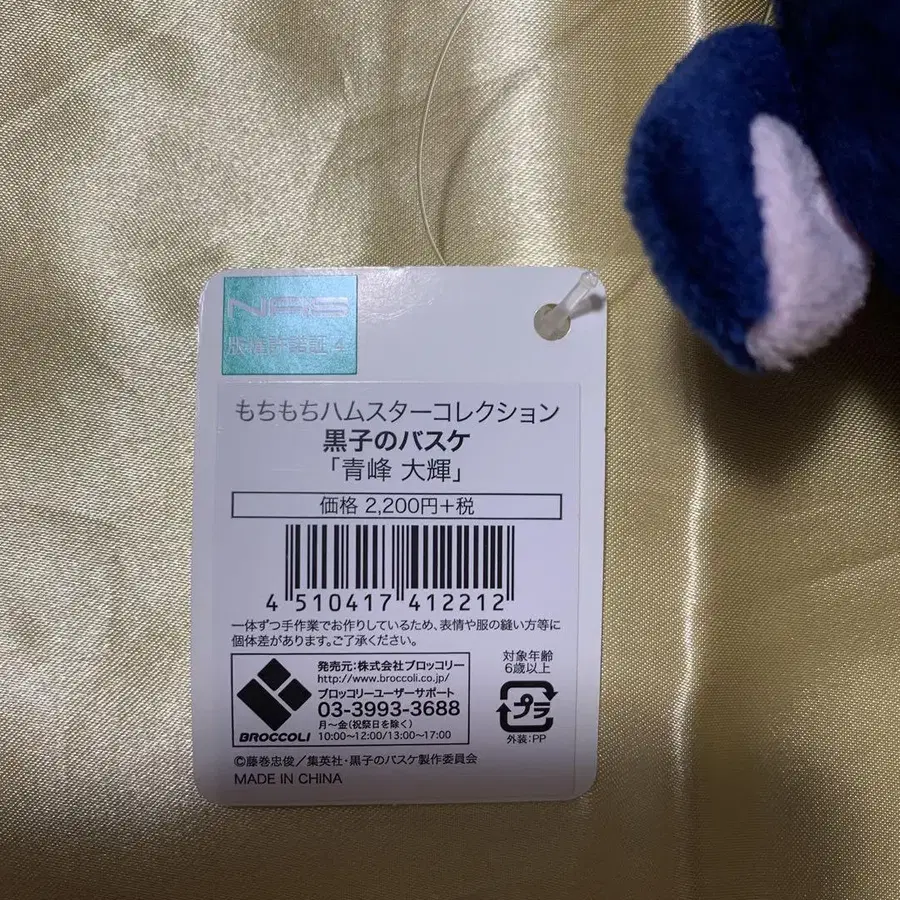 NAS
版権許諾証4
もちもちハムスターコレクション
黒子のバスケ
「青峰 大輝」
価格 2,200円+税
4 510417 412212
一体ずつ手作業でお作りしているため、表情や服の縫い方等に
個体差があります。ご了承ください。
BROCCOLI
発売元:株式会社ブロッコリー
http://www.broccoli.co.jp/
ブロッコリーユーザーサポート
03-3993-3688
月〜金(祝祭日を除く)
10:00~12:00/13:00~17:00
対象年齢
6歳以上
プラ
外装:PP
©藤巻忠俊/集英社・黒子のバスケ製作委員会
MADE IN CHINA